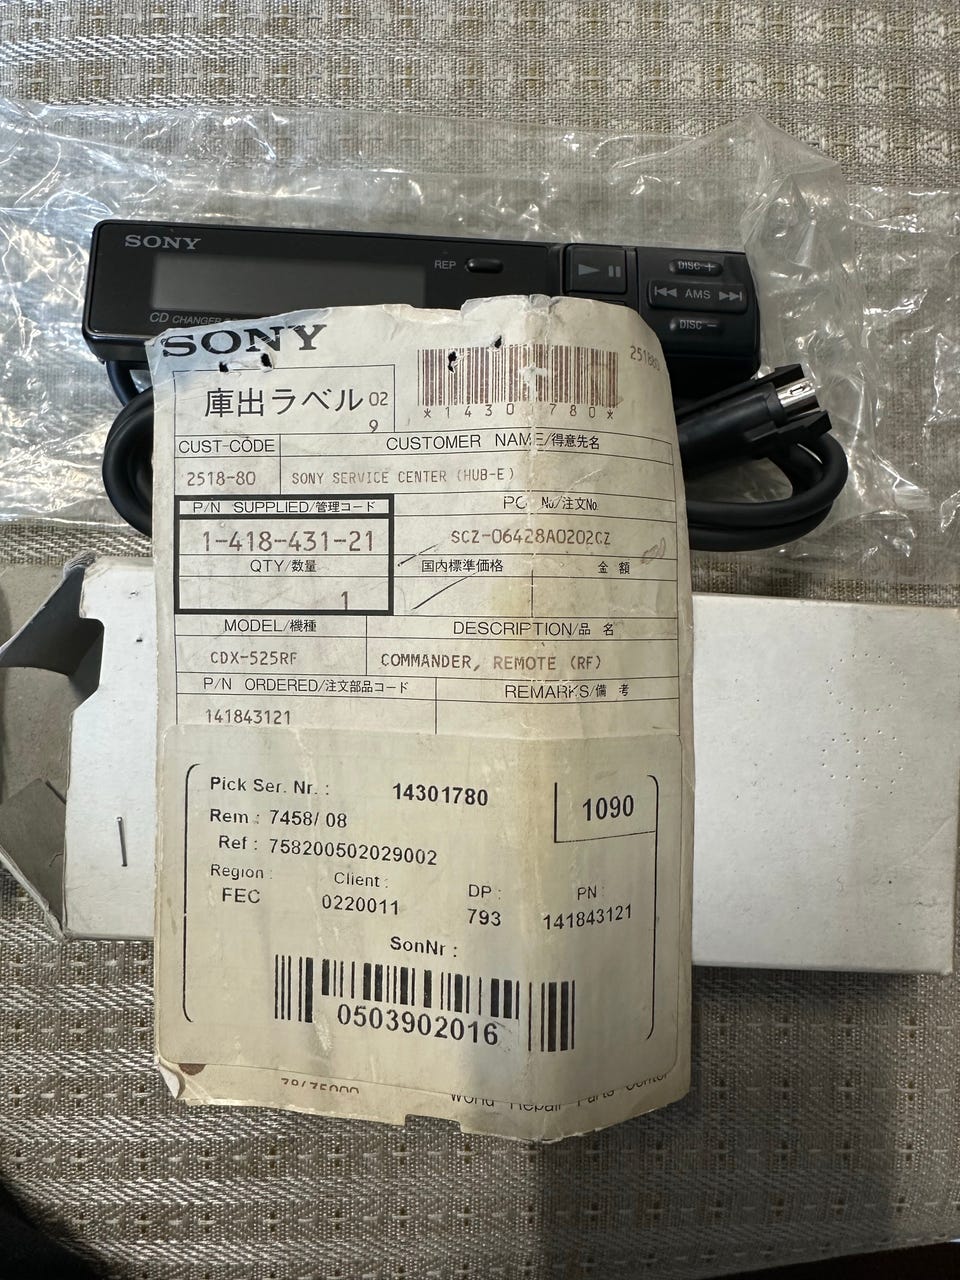 SONY
REP
DISC +
AMS
DISC −
CD CHANGER
SONY
251880
庫出ラベル 02
9
*14301780*
CUST-CODE
CUSTOMER NAME/得意先名
2518-80
SONY SERVICE CENTER (HUB-E)
P/N SUPPLIED/管理コード
PC No/注文No.
1-418-431-21
SCZ-06428A0202CZ
QTY/数量
国内標準価格
金額
1
MODEL/機種
DESCRIPTION/品名
CDX-525RF
COMMANDER, REMOTE (RF)
P/N ORDERED/注文部品コード
REMARKS/備考
141843121
Pick Ser. Nr. : 14301780
1090
Rem : 7458/ 08
Ref : 758200502029002
Region : Client : DP : PN :
FEC 0220011 793 141843121
SonNr :
0503902016
World Repair Parts Center